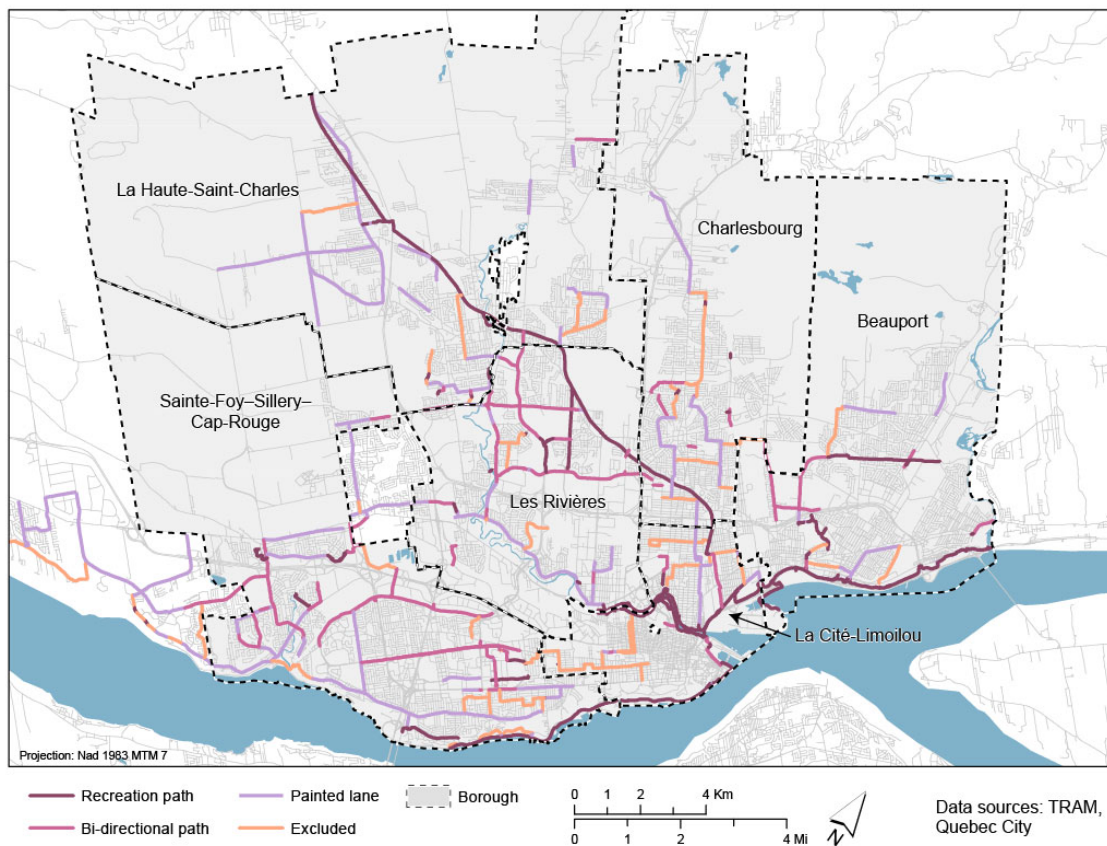 La Haute-Saint-Charles
Charlesbourg
Beauport
Sainte-Foy–Sillery–
Cap-Rouge
Les Rivières
La Cité-Limoilou
Projection: Nad 1983 MTM 7
Recreation path
Painted lane
Borough
Bi-directional path
Excluded
0 1 2 4 Km
0 1 2 4 Mi
N
Data sources: TRAM,
Quebec City